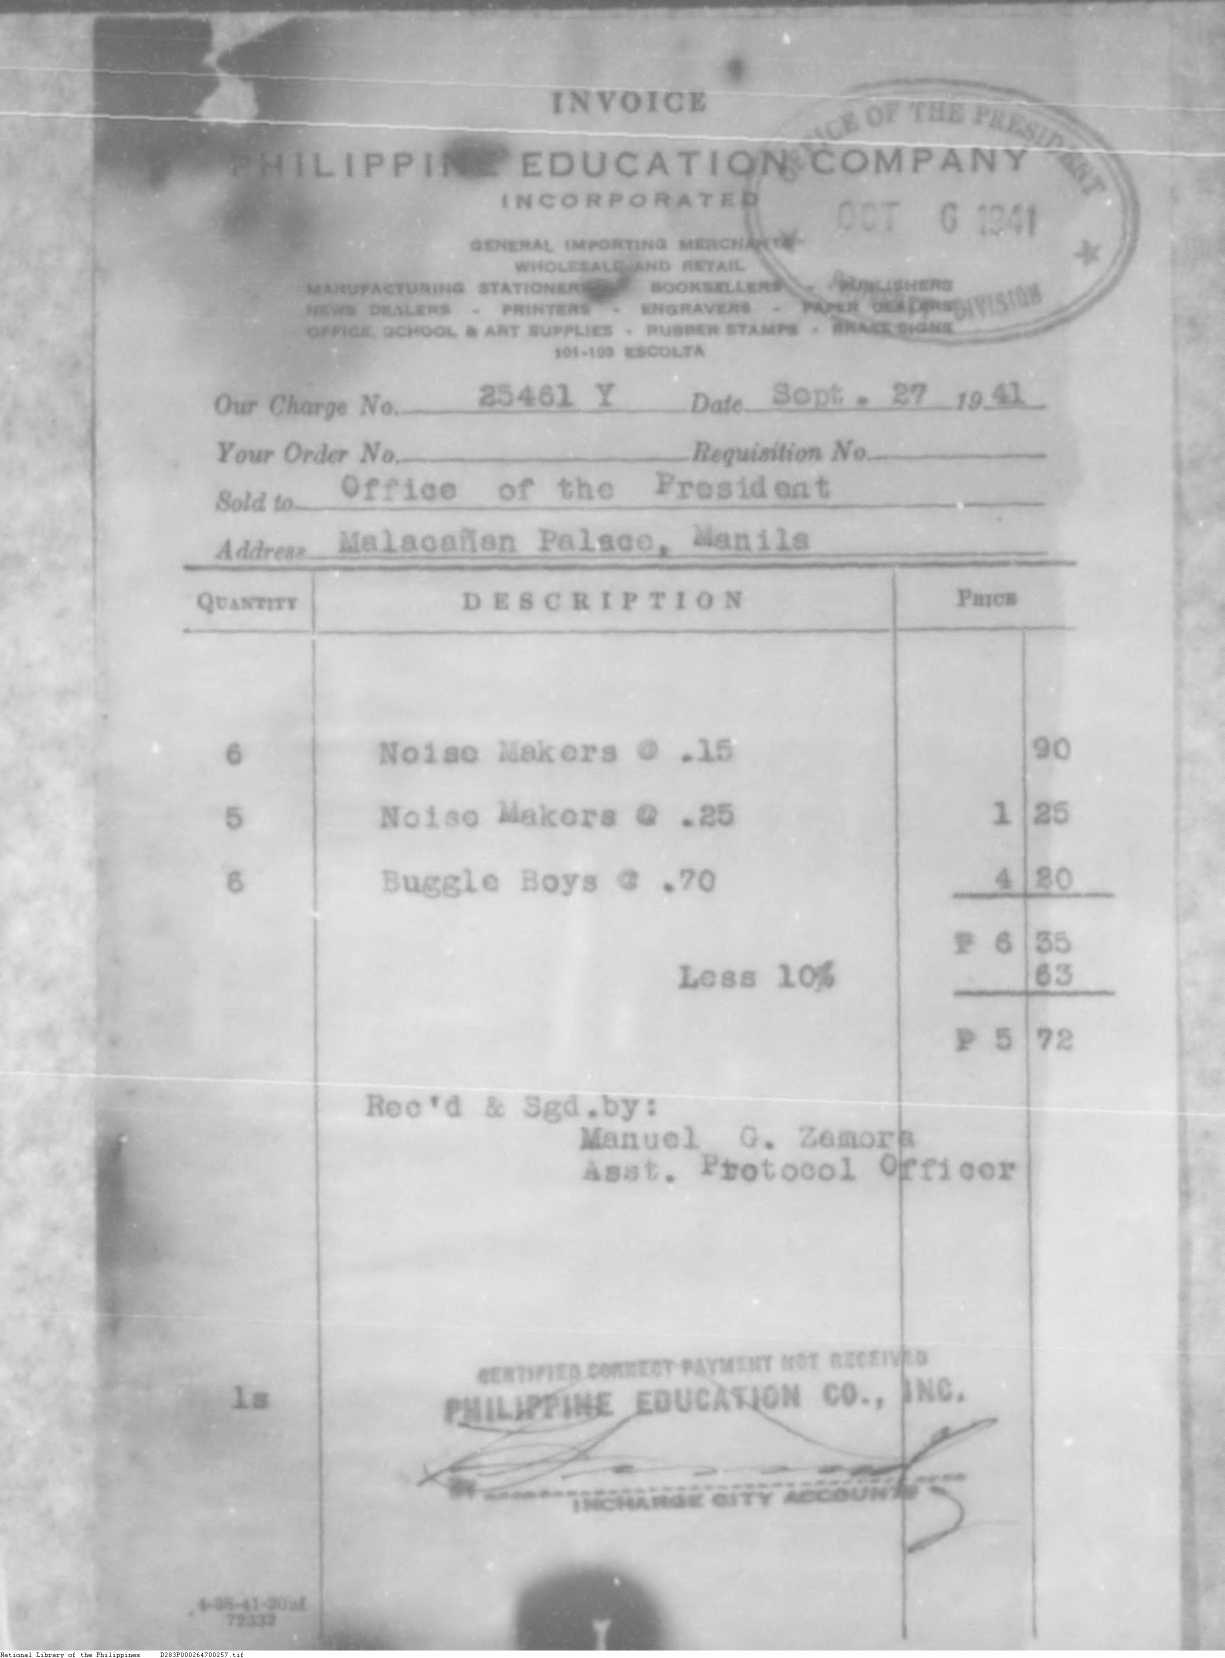 INVOICE
PHILIPPINE EDUCATION COMPANY
INCORPORATED
OFFICE OF THE PRESIDENT
OCT 6 1941
DIVISION
GENERAL IMPORTING MERCHANTS
WHOLESALE AND RETAIL
MANUFACTURING STATIONERS - BOOKSELLERS - PUBLISHERS
NEWS DEALERS - PRINTERS - ENGRAVERS - PAPER DEALERS
OFFICE, SCHOOL & ART SUPPLIES - RUBBER STAMPS - BRASS SIGNS
101-103 ESCOLTA
Our Charge No. 25461 Y Date Sept. 27 1941
Your Order No. Requisition No.
Sold to Office of the President
Address Malacañan Palace, Manila
QUANTITY DESCRIPTION PRICE
6 Noise Makers @ .15 90
5 Noise Makers @ .25 1 25
6 Buggle Boys @ .70 4 20
₱ 6 35
Less 10% 63
₱ 5 72
Rec'd & Sgd.by:
Manuel G. Zamora
Asst. Protocol Officer
CERTIFIED CORRECT PAYMENT NOT RECEIVED
ls PHILIPPINE EDUCATION CO., INC.
INCHARGE CITY ACCOUNTS
72332
National Library of the Philippines D283P000264700257.tif